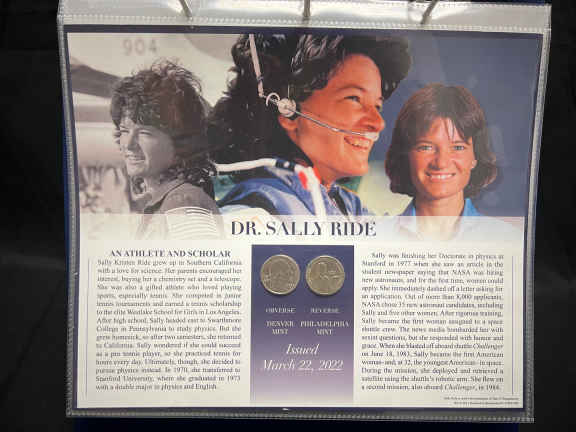 904
DR. SALLY RIDE
AN ATHLETE AND SCHOLAR
Sally Kristen Ride grew up in Southern California
with a love for science. Her parents encouraged her
interest, buying her a chemistry set and a telescope.
She was also a gifted athlete who loved playing
sports, especially tennis. She competed in junior
tennis tournaments and earned a tennis scholarship
to the elite Westlake School for Girls in Los Angeles.
After high school, Sally headed east to Swarthmore
College in Pennsylvania to study physics. But she
grew homesick, so after two semesters, she returned
to California. Sally wondered if she could succeed
as a pro tennis player, so she practiced tennis for
hours every day. Ultimately, though, she decided to
pursue physics instead. In 1970, she transferred to
Stanford University, where she graduated in 1973
with a double major in physics and English.
OBVERSE
DENVER
MINT
REVERSE
PHILADELPHIA
MINT
Issued
March 22, 2022
Sally was finishing her Doctorate in physics at
Stanford in 1977 when she saw an article in the
student newspaper saying that NASA was hiring
new astronauts, and for the first time, women could
apply. She immediately dashed off a letter asking for
an application. Out of more than 8,000 applicants,
NASA chose 35 new astronaut candidates, including
Sally and five other women. After rigorous training,
Sally became the first woman assigned to a space
shuttle crew. The news media bombarded her with
sexist questions, but she responded with humor and
grace. When she blasted off aboard shuttle Challenger
on June 18, 1983, Sally became the first American
woman–and, at 32, the youngest American–in space.
During the mission, she deployed and retrieved a
satellite using the shuttle's robotic arm. She flew on
a second mission, also aboard Challenger, in 1984.